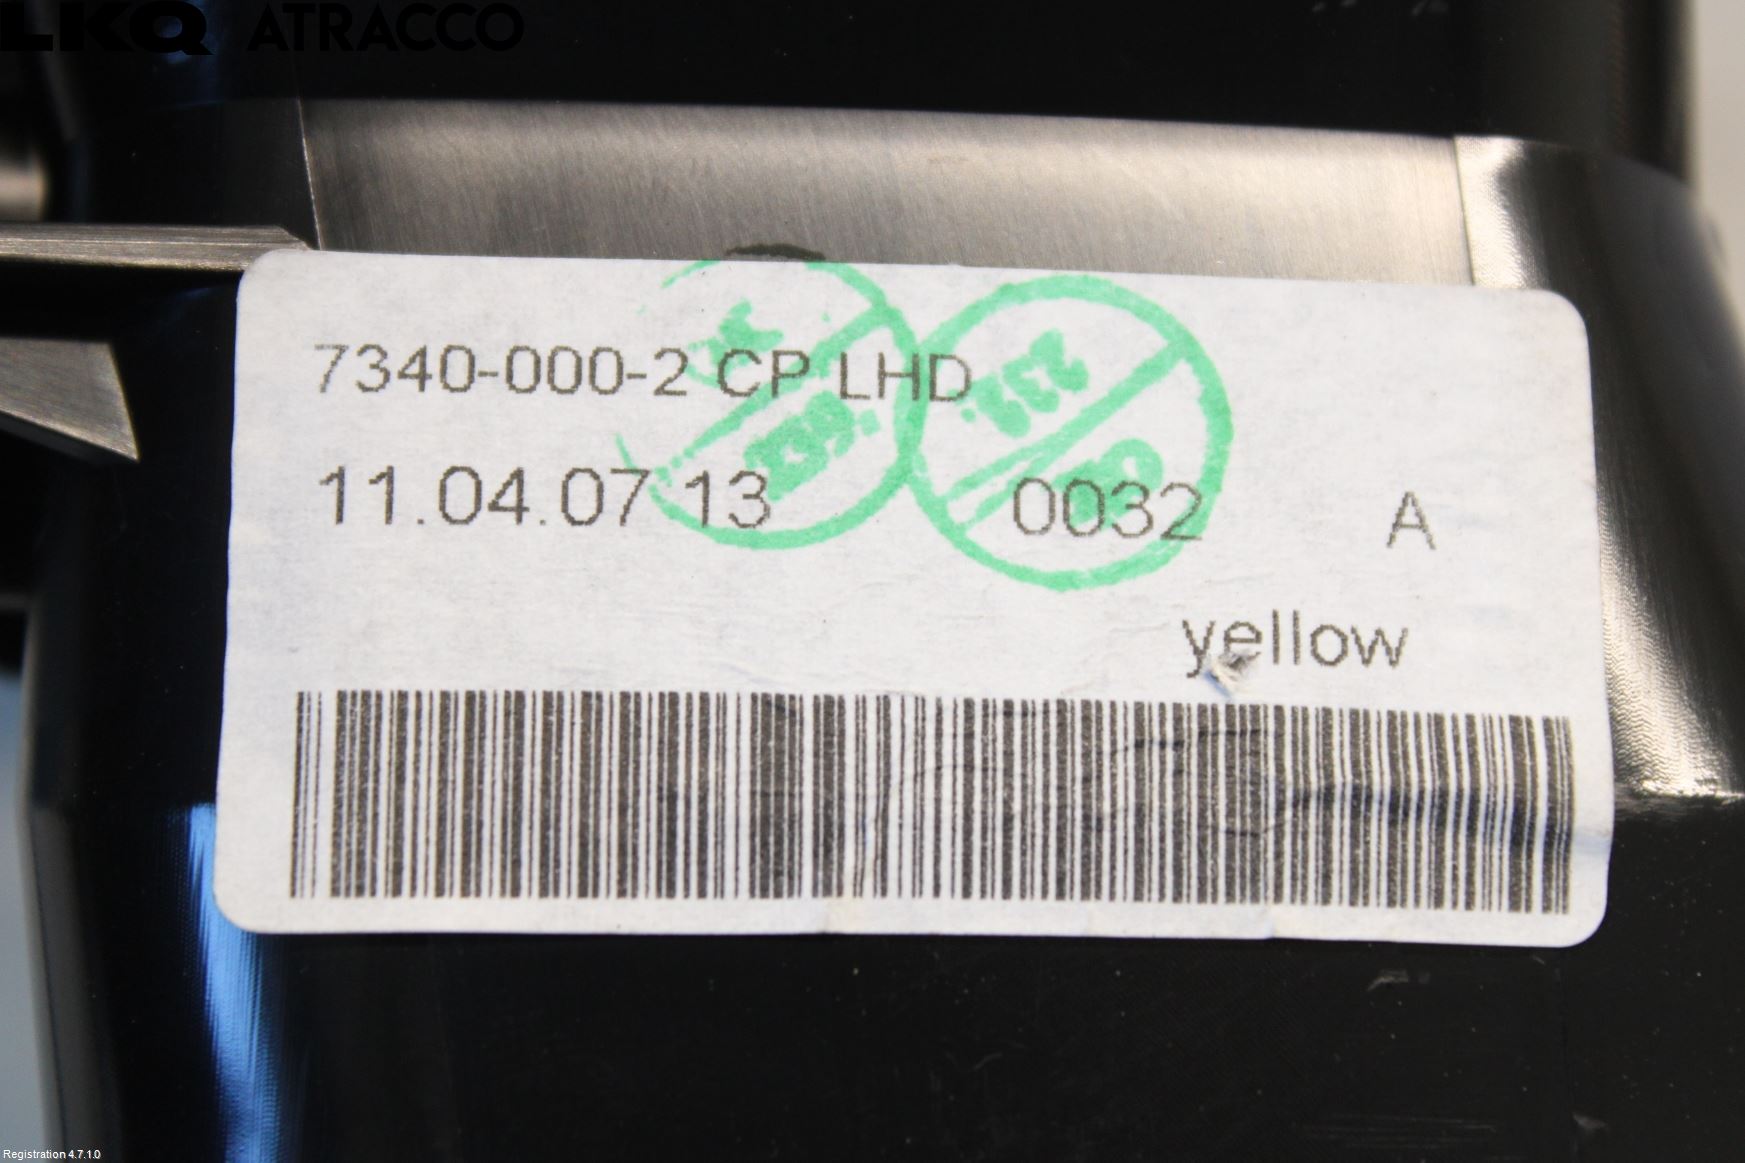 LKQ ATRACCO
7340-000-2 CP LHD
11.04.07 13 0032 A
yellow
Registration 4.7.1.0